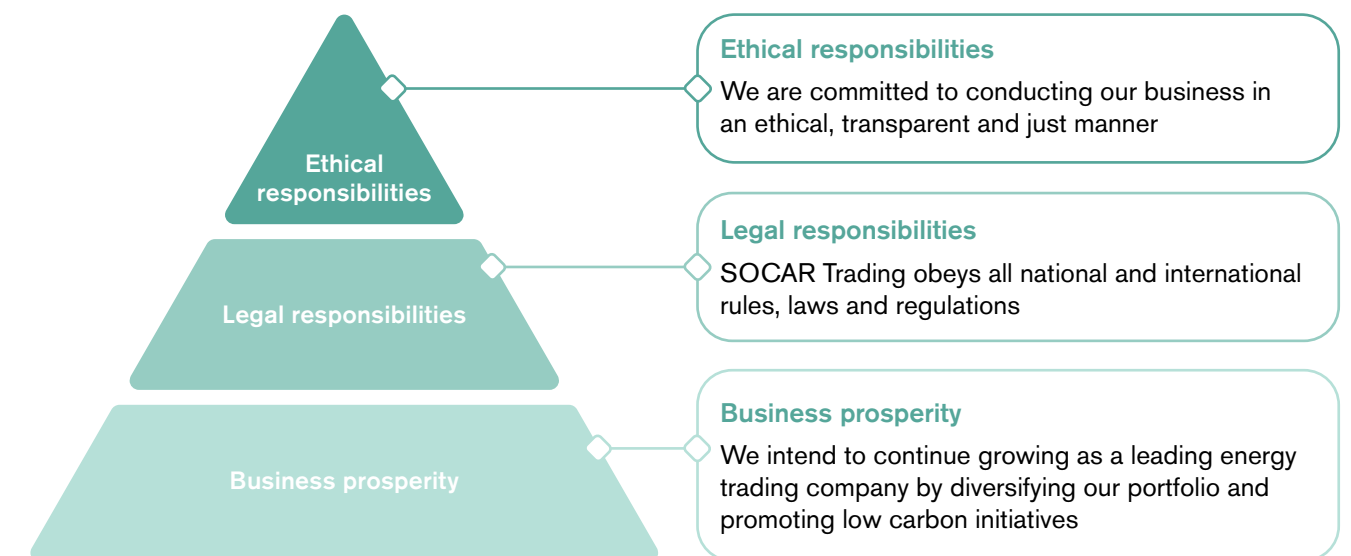 Ethical
responsibilities
Legal responsibilities
Business prosperity
Ethical responsibilities
We are committed to conducting our business in
an ethical, transparent and just manner
Legal responsibilities
SOCAR Trading obeys all national and international
rules, laws and regulations
Business prosperity
We intend to continue growing as a leading energy
trading company by diversifying our portfolio and
promoting low carbon initiatives